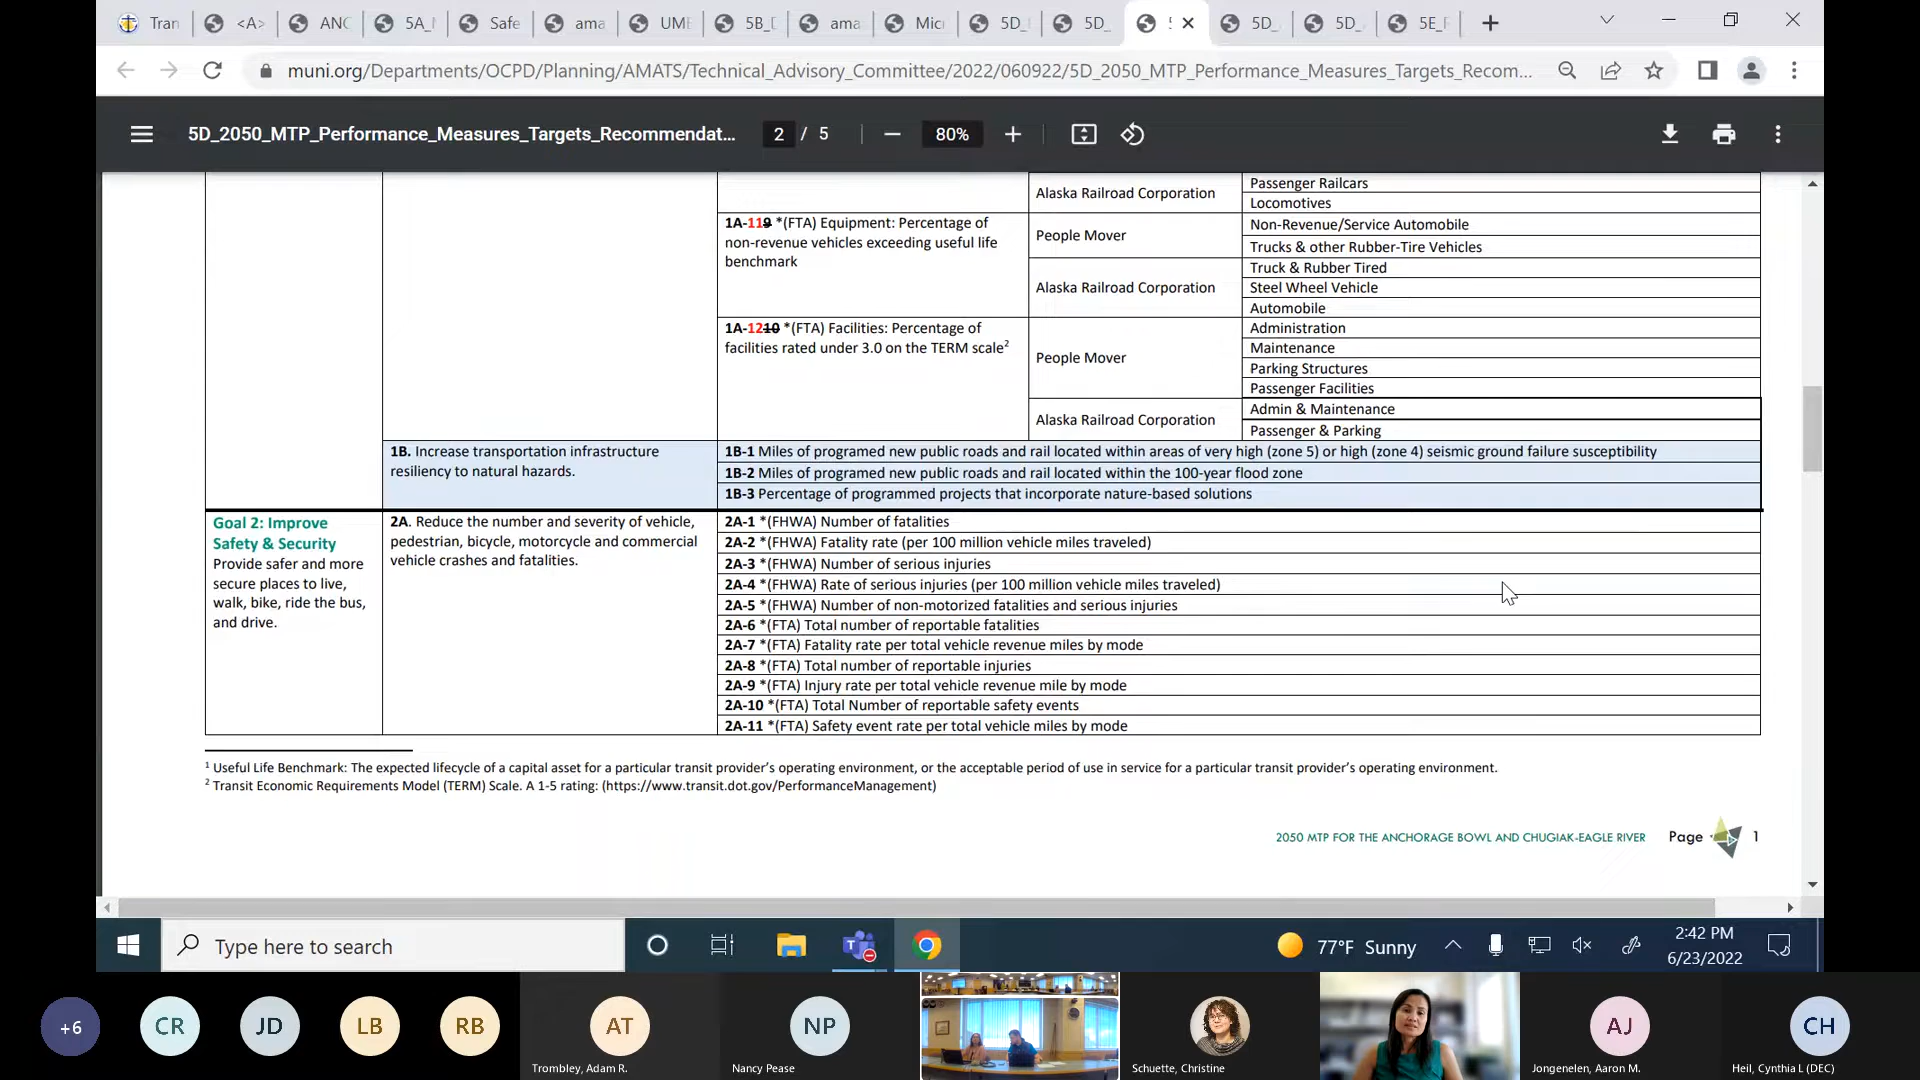 Tran
<A>
ANC
5A_
Safe
ama
UME
5B_D
ama
Mic
5D_
5D_
5D_
5D_
5E_F
muni.org/Departments/OCPD/Planning/AMATS/Technical_Advisory_Committee/2022/060922/5D_2050_MTP_Performance_Measures_Targets_Recom...
5D_2050_MTP_Performance_Measures_Targets_Recommendat...
2 / 5
80%
Alaska Railroad Corporation
Passenger Railcars
Locomotives
1A-119 *(FTA) Equipment: Percentage of
non-revenue vehicles exceeding useful life
benchmark
People Mover
Non-Revenue/Service Automobile
Trucks & other Rubber-Tire Vehicles
Alaska Railroad Corporation
Truck & Rubber Tired
Steel Wheel Vehicle
Automobile
1A-1210 *(FTA) Facilities: Percentage of
facilities rated under 3.0 on the TERM scale2
People Mover
Administration
Maintenance
Parking Structures
Passenger Facilities
Alaska Railroad Corporation
Admin & Maintenance
Passenger & Parking
1B. Increase transportation infrastructure
resiliency to natural hazards.
1B-1 Miles of programed new public roads and rail located within areas of very high (zone 5) or high (zone 4) seismic ground failure susceptibility
1B-2 Miles of programed new public roads and rail located within the 100-year flood zone
1B-3 Percentage of programmed projects that incorporate nature-based solutions
Goal 2: Improve
Safety & Security
Provide safer and more
secure places to live,
walk, bike, ride the bus,
and drive.
2A. Reduce the number and severity of vehicle,
pedestrian, bicycle, motorcycle and commercial
vehicle crashes and fatalities.
2A-1 *(FHWA) Number of fatalities
2A-2 *(FHWA) Fatality rate (per 100 million vehicle miles traveled)
2A-3 *(FHWA) Number of serious injuries
2A-4 *(FHWA) Rate of serious injuries (per 100 million vehicle miles traveled)
2A-5 *(FHWA) Number of non-motorized fatalities and serious injuries
2A-6 *(FTA) Total number of reportable fatalities
2A-7 *(FTA) Fatality rate per total vehicle revenue miles by mode
2A-8 *(FTA) Total number of reportable injuries
2A-9 *(FTA) Injury rate per total vehicle revenue mile by mode
2A-10 *(FTA) Total Number of reportable safety events
2A-11 *(FTA) Safety event rate per total vehicle miles by mode
1 Useful Life Benchmark: The expected lifecycle of a capital asset for a particular transit provider's operating environment, or the acceptable period of use in service for a particular transit provider's operating environment.
2 Transit Economic Requirements Model (TERM) Scale. A 1-5 rating: (https://www.transit.dot.gov/PerformanceManagement)
2050 MTP FOR THE ANCHORAGE BOWL AND CHUGIAK-EAGLE RIVER Page 1
Type here to search
77°F Sunny
2:42 PM
6/23/2022
+6
CR
JD
LB
RB
AT
Trombley, Adam R.
NP
Nancy Pease
Schuette, Christine
AJ
Jongenelen, Aaron M.
CH
Heil, Cynthia L (DEC)